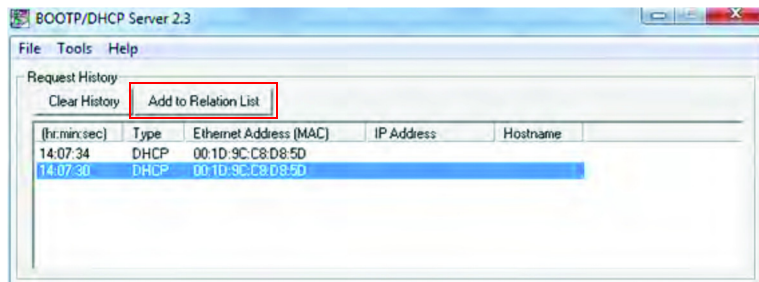 BOOTP/DHCP Server 2.3
File Tools Help
Request History
Clear History Add to Relation List
(hr:min:sec) Type Ethernet Address (MAC) IP Address Hostname
14:07:34 DHCP 00:1D:9C:C8:D8:5D
14:07:30 DHCP 00:1D:9C:C8:D8:5D